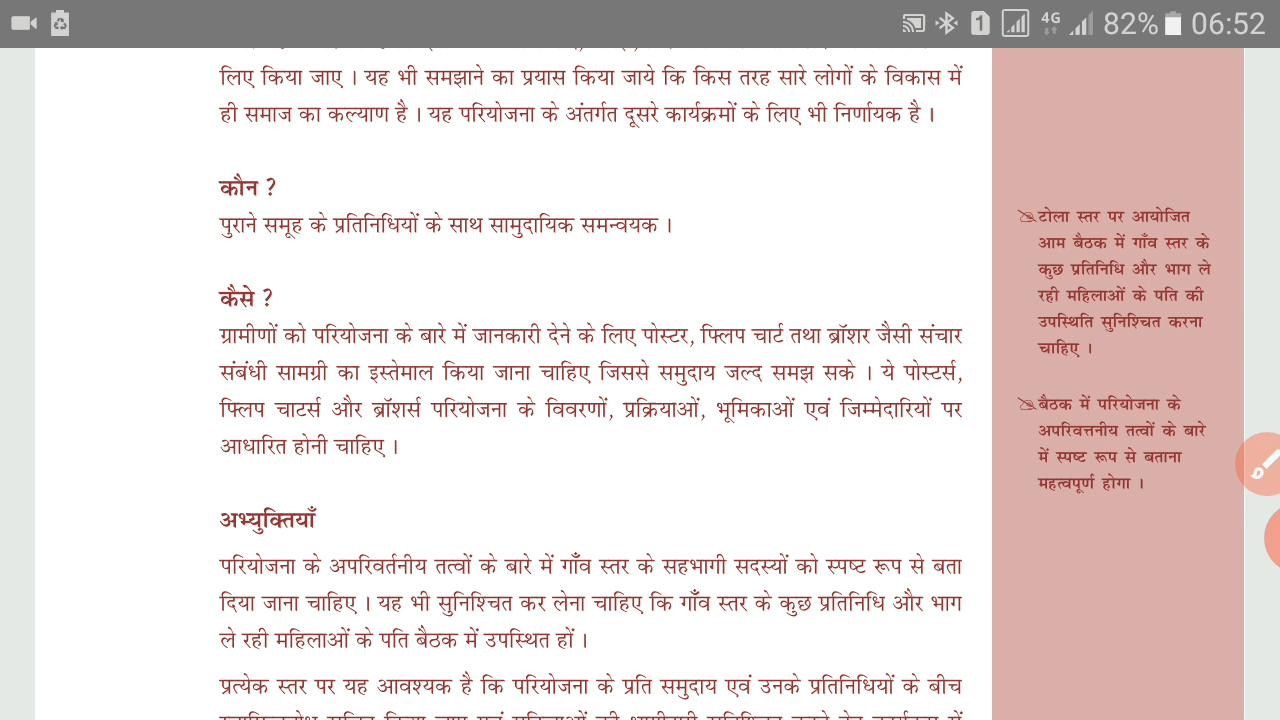 4G 82% 06:52
लिए किया जाए । यह भी समझाने का प्रयास किया जाये कि किस तरह सारे लोगों के विकास में
ही समाज का कल्याण है । यह परियोजना के अंतर्गत दूसरे कार्यक्रमों के लिए भी निर्णायक है ।
कौन ?
पुराने समूह के प्रतिनिधियों के साथ सामुदायिक समन्वयक ।
कैसे ?
ग्रामीणों को परियोजना के बारे में जानकारी देने के लिए पोस्टर, फ्लिप चार्ट तथा ब्रॉशर जैसी संचार
संबंधी सामग्री का इस्तेमाल किया जाना चाहिए जिससे समुदाय जल्द समझ सके । ये पोस्टर्स,
फ्लिप चाटर्स और ब्रॉशर्स परियोजना के विवरणों, प्रक्रियाओं, भूमिकाओं एवं जिम्मेदारियों पर
आधारित होनी चाहिए ।
अभ्युक्तियाँ
परियोजना के अपरिवर्तनीय तत्वों के बारे में गाँव स्तर के सहभागी सदस्यों को स्पष्ट रूप से बता
दिया जाना चाहिए । यह भी सुनिश्चित कर लेना चाहिए कि गाँव स्तर के कुछ प्रतिनिधि और भाग
ले रही महिलाओं के पति बैठक में उपस्थित हों ।
प्रत्येक स्तर पर यह आवश्यक है कि परियोजना के प्रति समुदाय एवं उनके प्रतिनिधियों के बीच
टोला स्तर पर आयोजित
आम बैठक में गाँव स्तर के
कुछ प्रतिनिधि और भाग ले
रही महिलाओं के पति की
उपस्थिति सुनिश्चित करना
चाहिए ।
बैठक में परियोजना के
अपरिवत्तनीय तत्वों के बारे
में स्पष्ट रूप से बताना
महत्वपूर्ण होगा ।